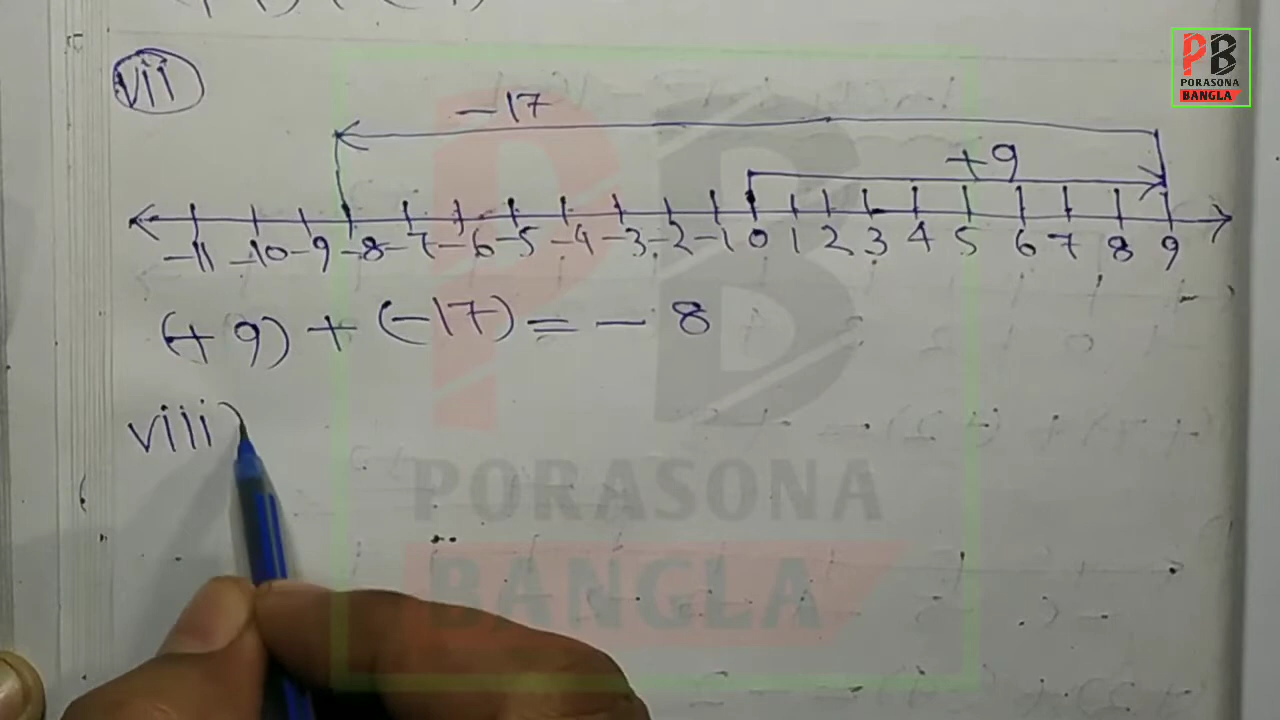 PB
PORASONA
BANGLA
vii
-17
+9
-11 -10 -9 -8 -7 -6 -5 -4 -3 -2 -1 0 1 2 3 4 5 6 7 8 9
(+9) + (-17) = - 8
viii)
PB
PORASONA
BANGLA